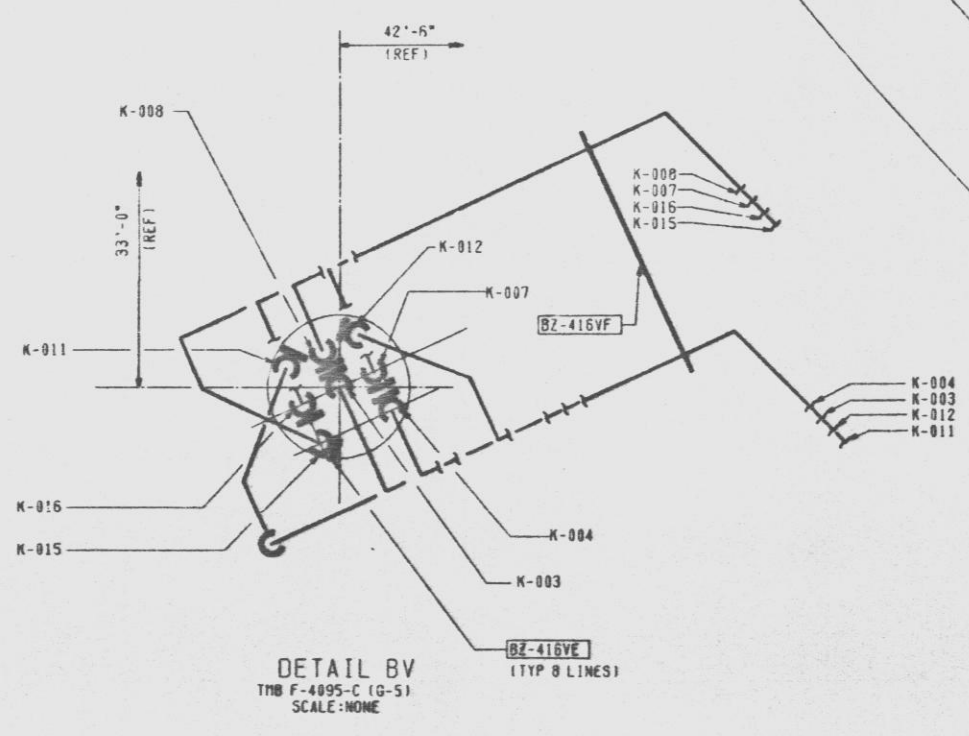 42'-6"
(REF)
K-008
33'-0"
(REF)
K-008
K-007
K-016
K-015
K-012
K-007
BZ-416VF
K-011
K-004
K-003
K-012
K-011
K-016
K-004
K-015
K-003
BZ-416VE
(TYP 8 LINES)
DETAIL BV
TMB F-4095-C (G-5)
SCALE:NONE